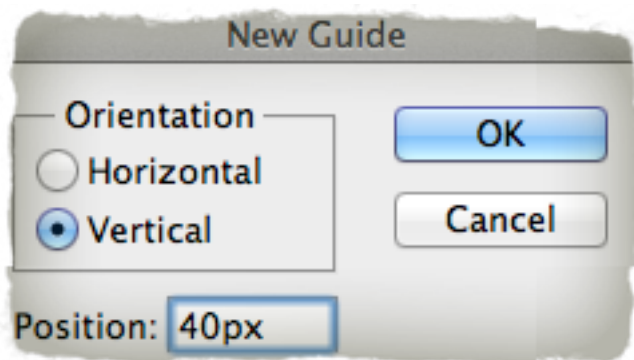 New Guide
Orientation
Horizontal
Vertical
OK
Cancel
Position: 40px